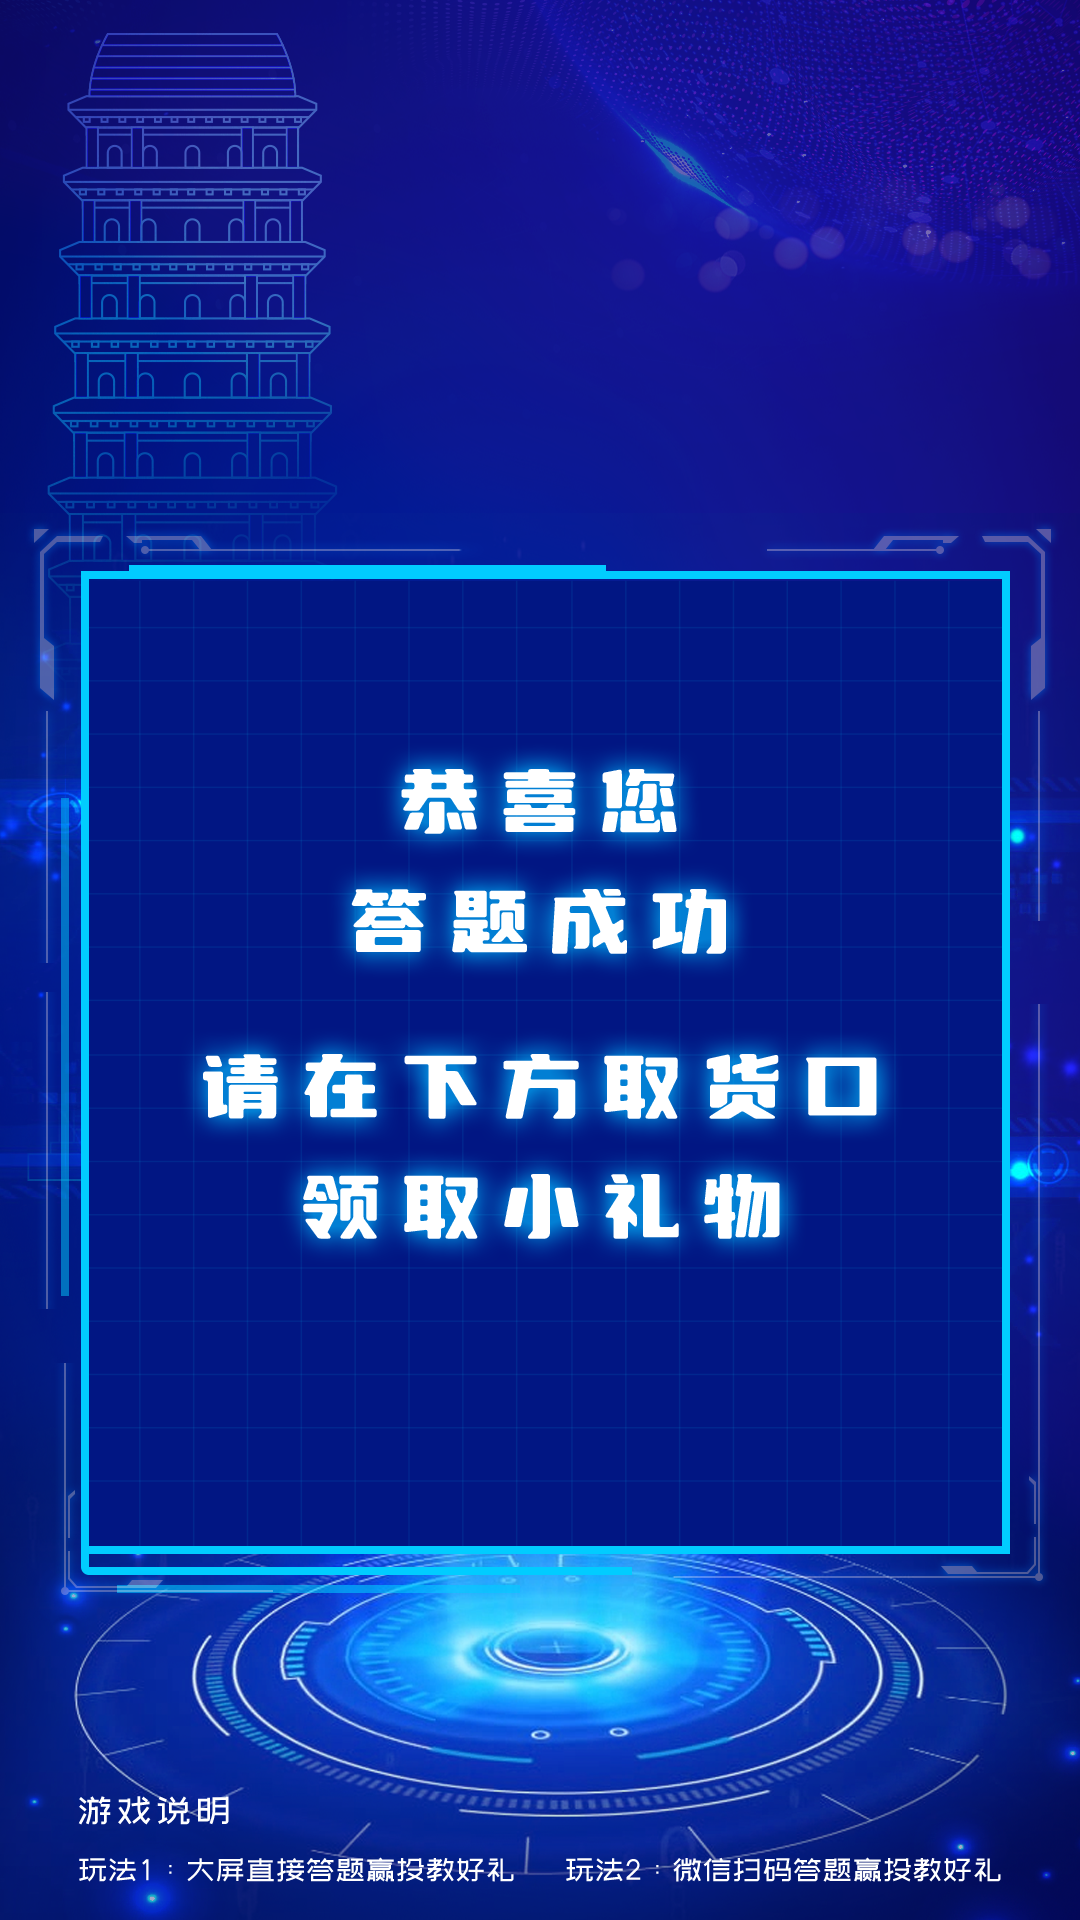 恭喜您
答题成功
请在下方取货口
领取小礼物
游戏说明
玩法1：大屏直接答题赢投教好礼 玩法2：微信扫码答题赢投教好礼